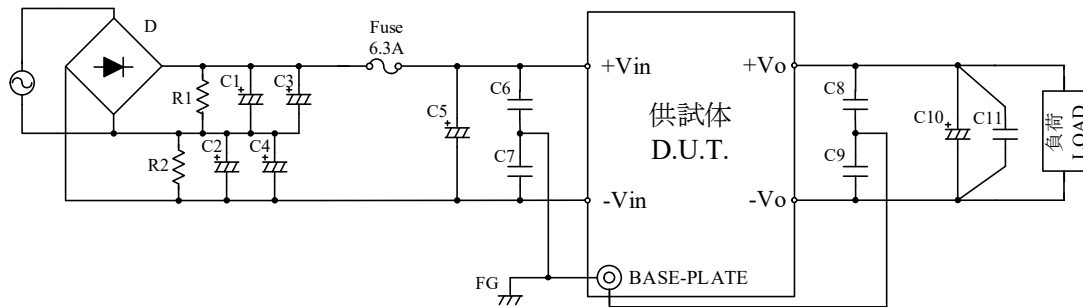 D
Fuse
6.3A
R1
C1
C3
C5
C6
+Vin
供試体
D.U.T.
+Vo
C8
C10
C11
負荷
LOAD
R2
C2
C4
C7
C9
-Vin
-Vo
FG
BASE-PLATE
+
+
+
+
+
+